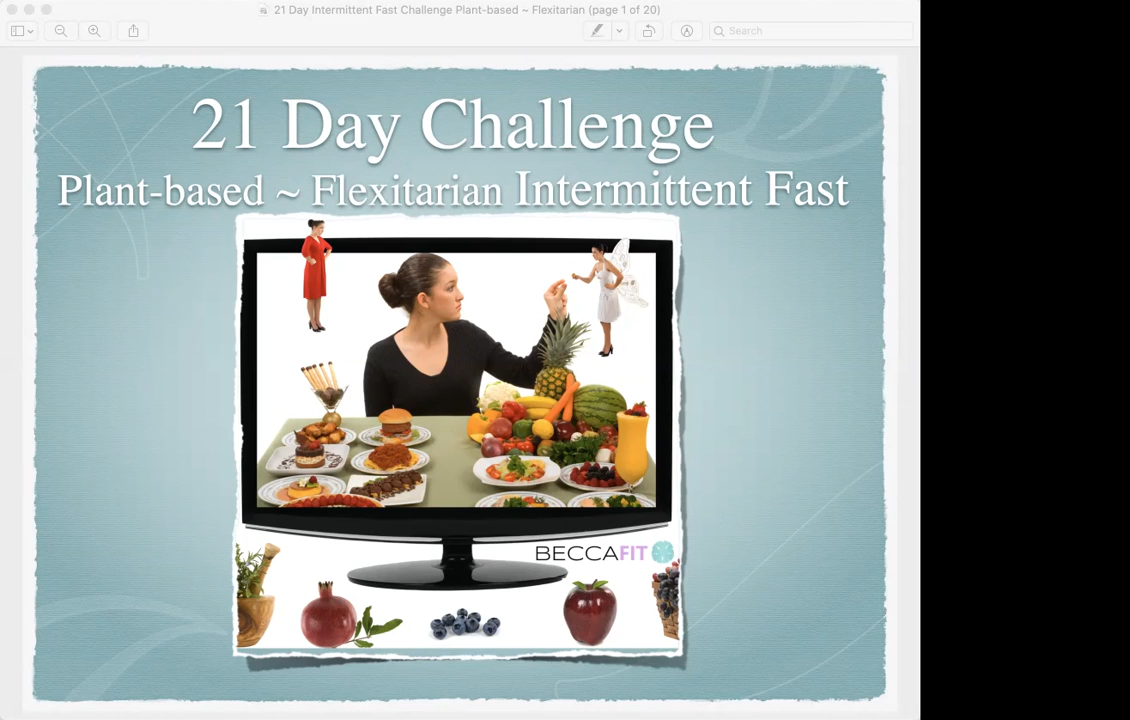 21 Day Intermittent Fast Challenge Plant-based ~ Flexitarian (page 1 of 20)
Search
21 Day Challenge
Plant-based ~ Flexitarian Intermittent Fast
BECCAFIT